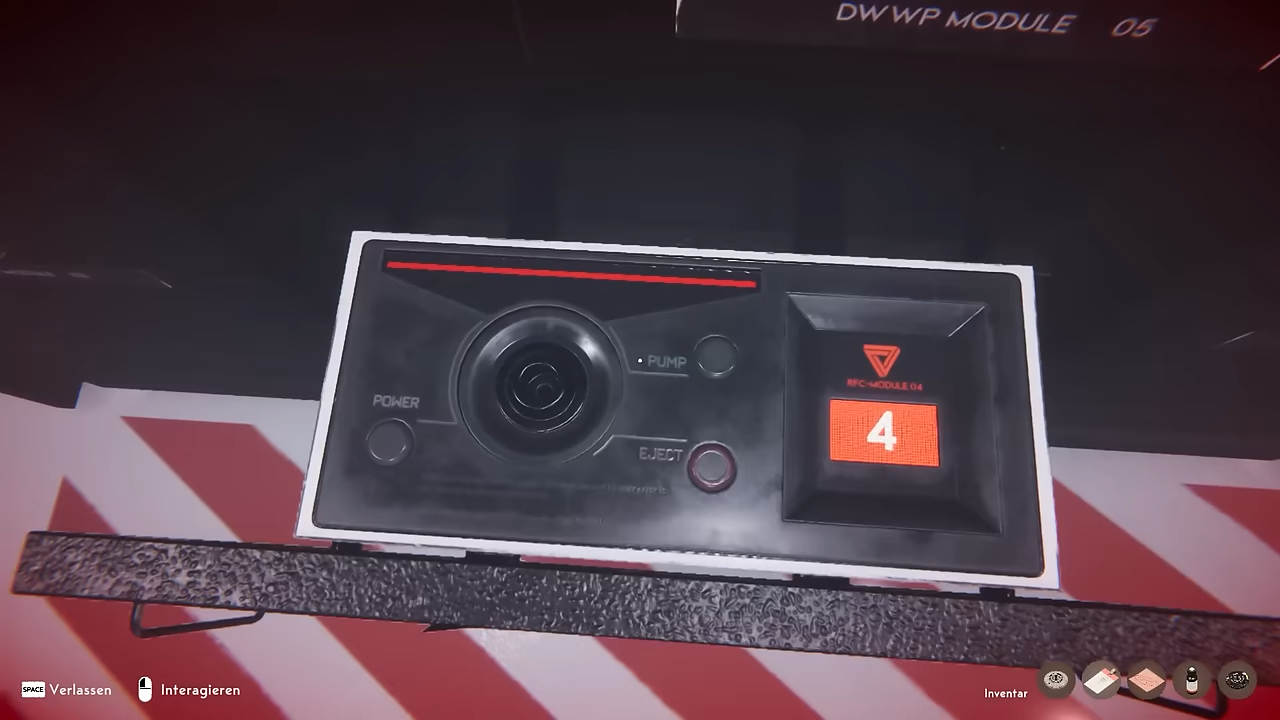 DWWP MODULE 05
PUMP
POWER
EJECT
RFC-MODULE 04
4
SPACE Verlassen
Interagieren
Inventar